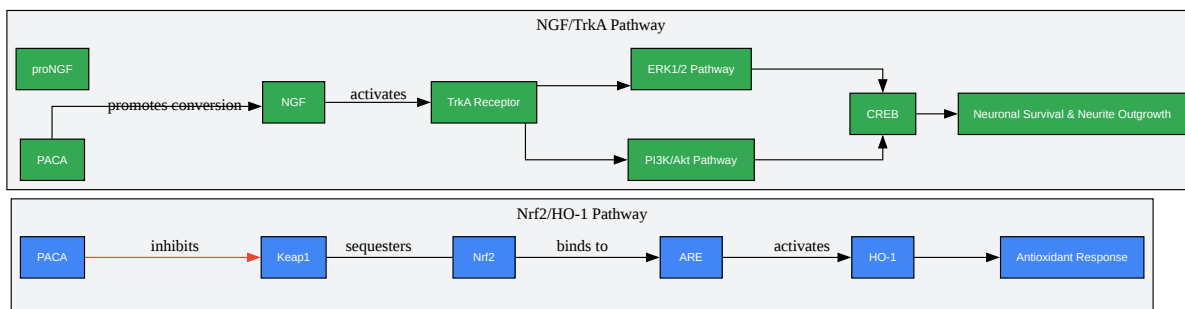 NGF/TrkA Pathway
proNGF
promotes conversion
PACA
NGF
activates
TrkA Receptor
ERK1/2 Pathway
PI3K/Akt Pathway
CREB
Neuronal Survival & Neurite Outgrowth
Nrf2/HO-1 Pathway
PACA
inhibits
Keap1
sequesters
Nrf2
binds to
ARE
activates
HO-1
Antioxidant Response